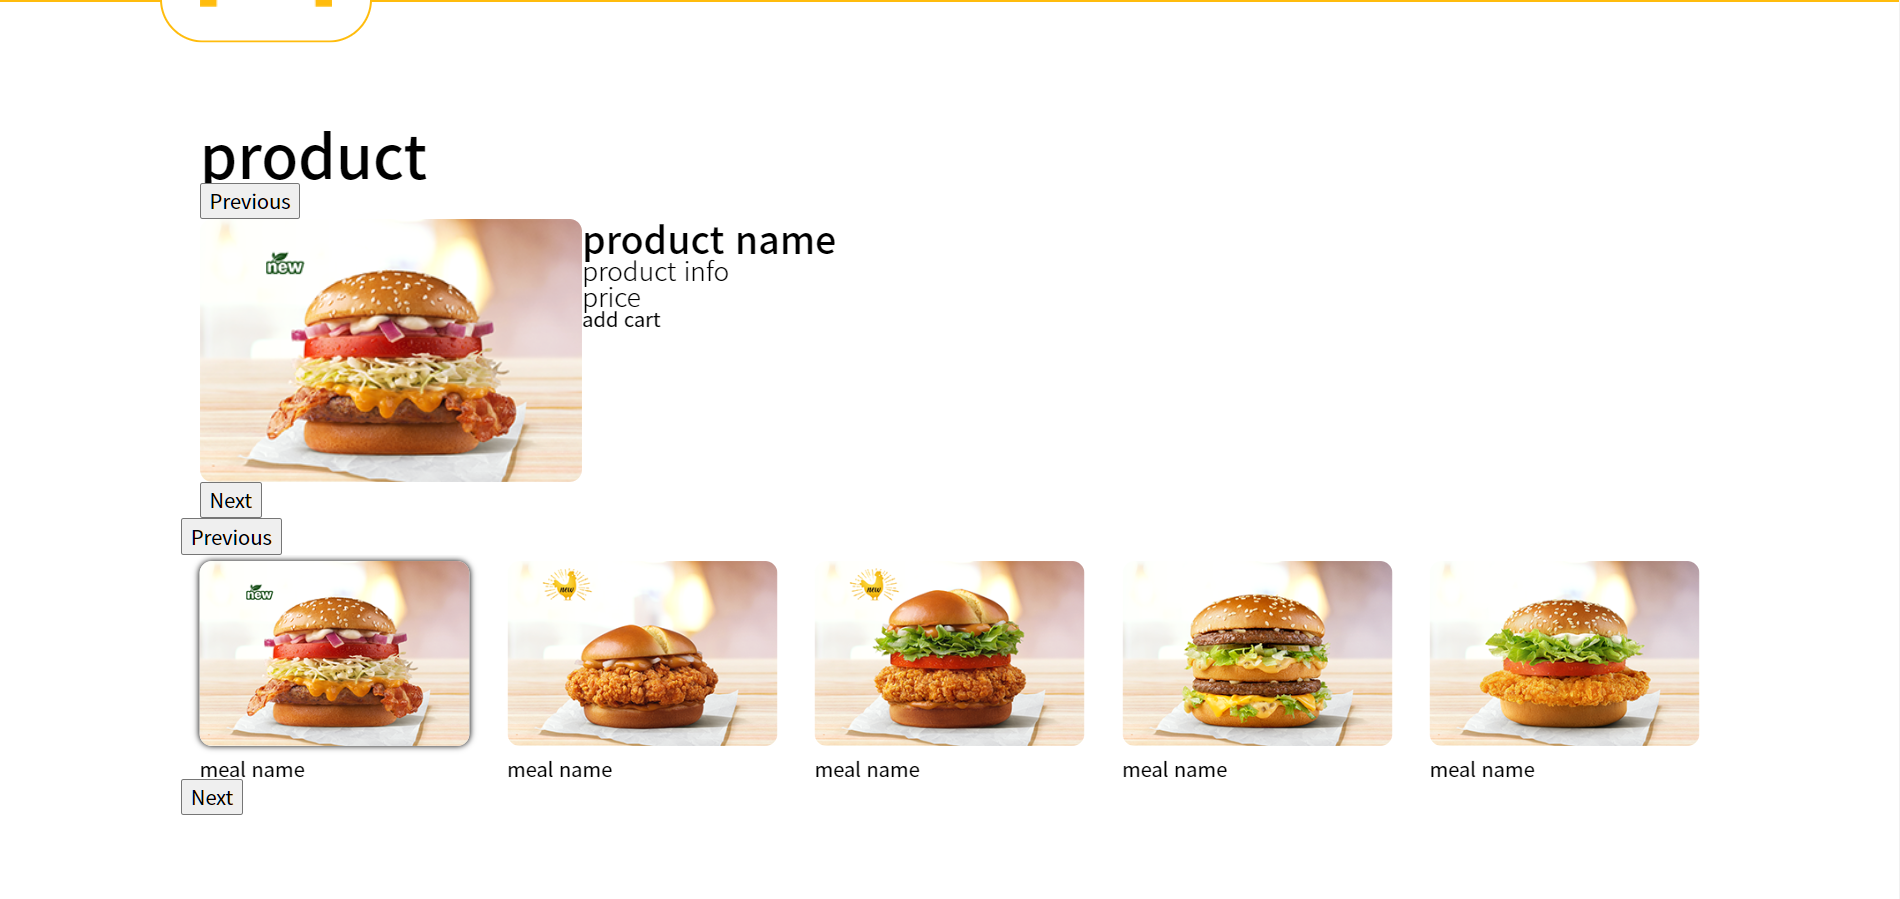 product
Previous
new
product name
product info
price
add cart
Next
Previous
new
new
new
meal name
meal name
meal name
meal name
meal name
Next